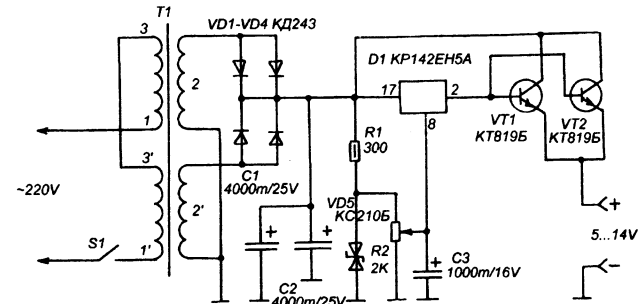 T1
VD1-VD4 КД243
3
2
1
3'
2'
1'
~220V
S1
C1
4000m/25V
C2
4000m/25V
D1 КР142ЕН5А
17
2
8
R1
300
VD5
КС210Б
R2
2K
C3
1000m/16V
VT1
КТ819Б
VT2
КТ819Б
+
5...14V
−
+
+
+